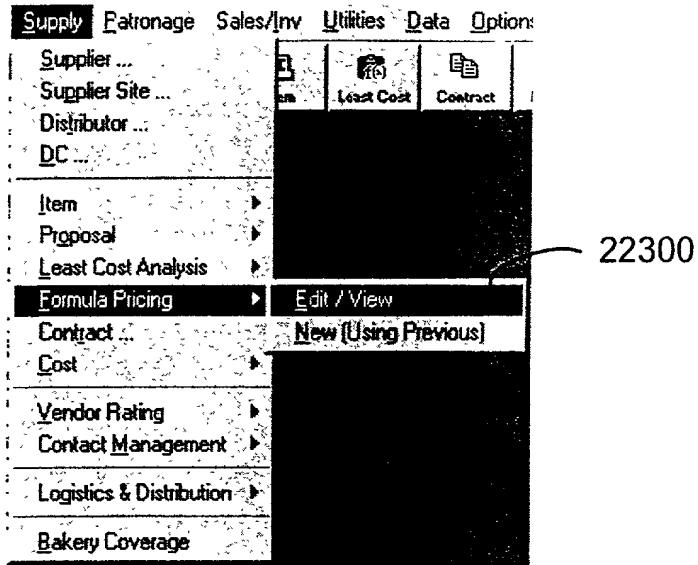 Supply Patronage Sales/Inv Utilities Data Options
Supplier ...
Supplier Site ...
Distributor ...
DC ...
f(x)
Least Cost Contract
Item
Proposal
Least Cost Analysis
Formula Pricing
Edit / View
22300
Contract ...
New (Using Previous)
Cost
Vendor Rating
Contact Management
Logistics & Distribution
Bakery Coverage